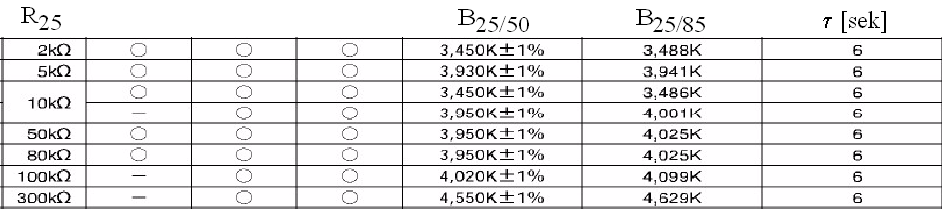 R25 B25/50 B25/85 τ [sek]
2kΩ ○ ○ ○ 3,450K±1% 3,488K 6
5kΩ ○ ○ ○ 3,930K±1% 3,941K 6
10kΩ ○ ○ ○ 3,450K±1% 3,486K 6
– ○ ○ 3,950K±1% 4,001K 6
50kΩ ○ ○ ○ 3,950K±1% 4,025K 6
80kΩ ○ ○ ○ 3,950K±1% 4,025K 6
100kΩ – ○ ○ 4,020K±1% 4,099K 6
300kΩ – ○ ○ 4,550K±1% 4,629K 6